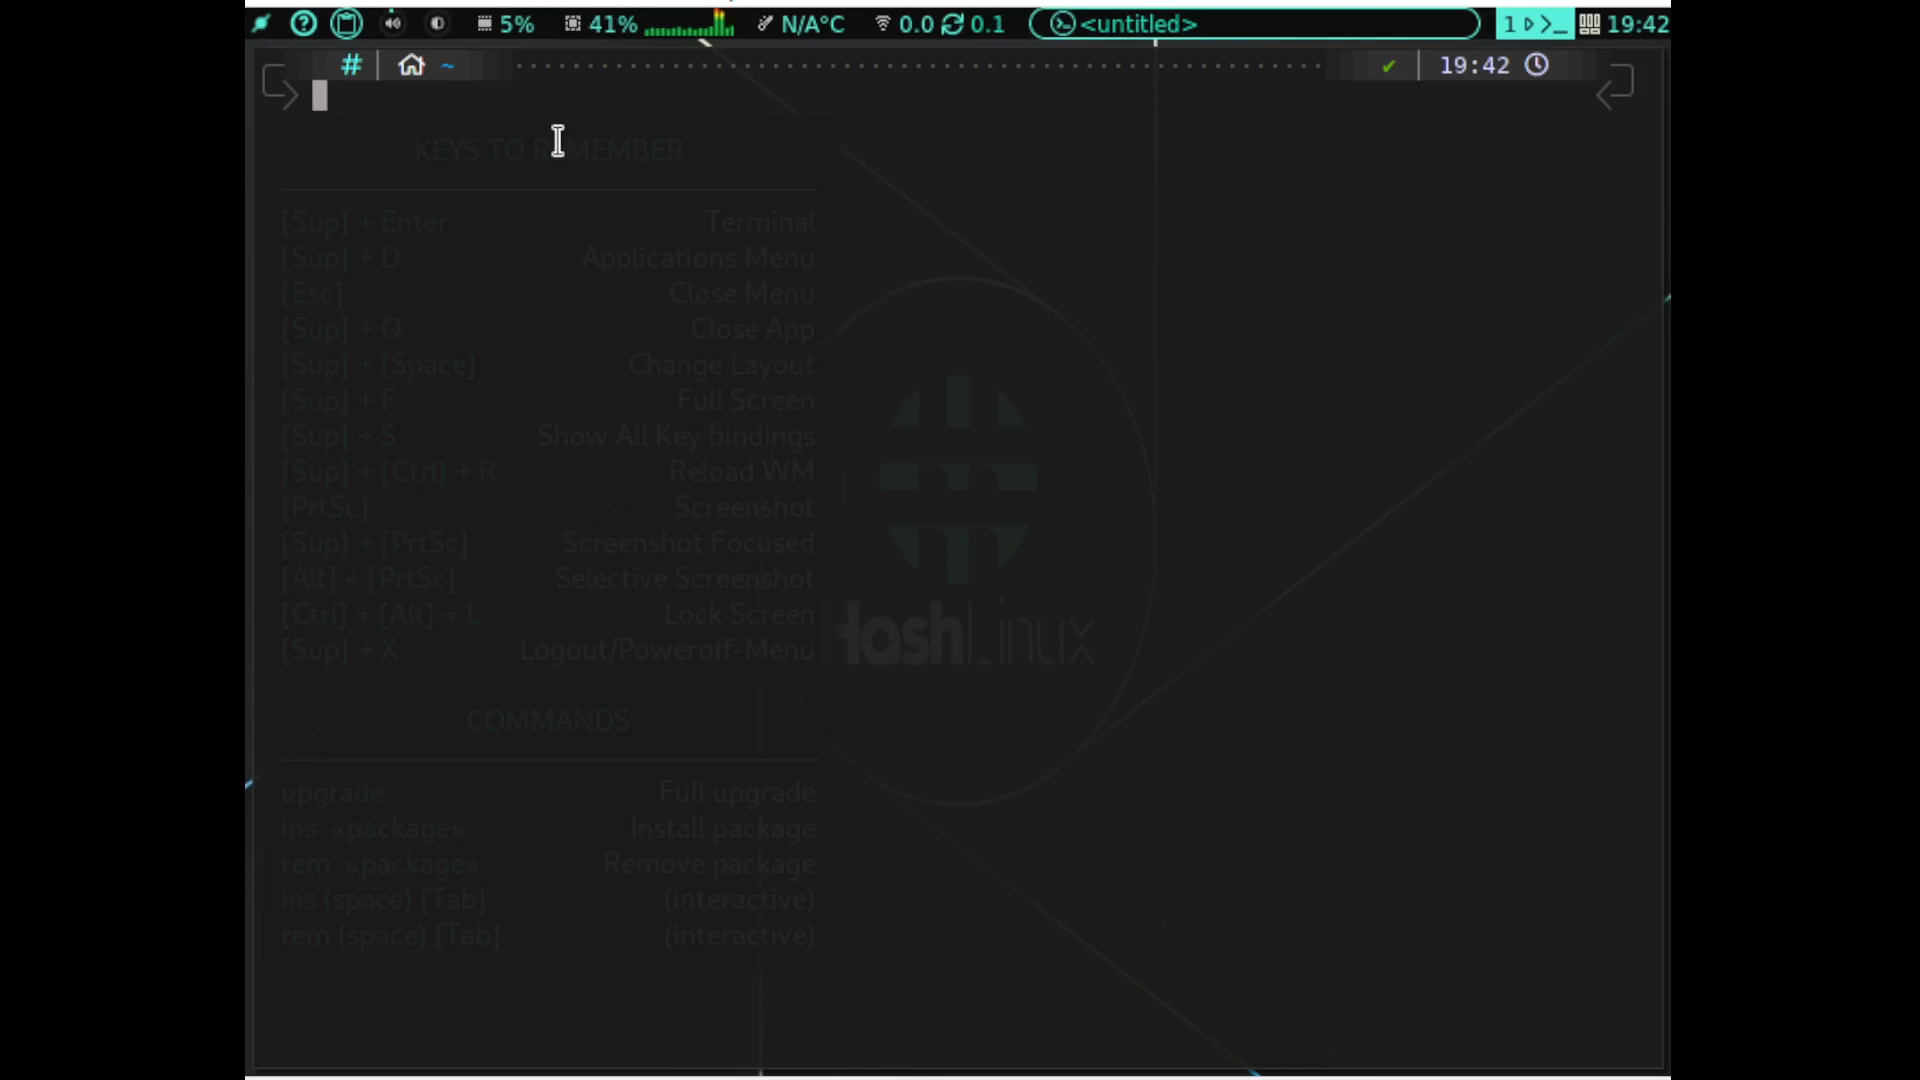 5% 41% N/A°C 0.0 0.1 <untitled> 1 19:42
# ~ ✔ 19:42
KEYS TO REMEMBER
[Sup] + Enter Terminal
[Sup] + D Applications Menu
[Esc] Close Menu
[Sup] + Q Close App
[Sup] + [Space] Change Layout
[Sup] + F Full Screen
[Sup] + S Show All Key bindings
[Sup] + [Ctrl] + R Reload WM
[PrtSc] Screenshot
[Sup] + [PrtSc] Screenshot Focused
[Alt] + [PrtSc] Selective Screenshot
[Ctrl] + [Alt] + L Lock Screen
[Sup] + X Logout/Poweroff-Menu
HashLinux
COMMANDS
upgrade Full upgrade
ins «package» Install package
rem «package» Remove package
ins (space) [Tab] (interactive)
rem (space) [Tab] (interactive)